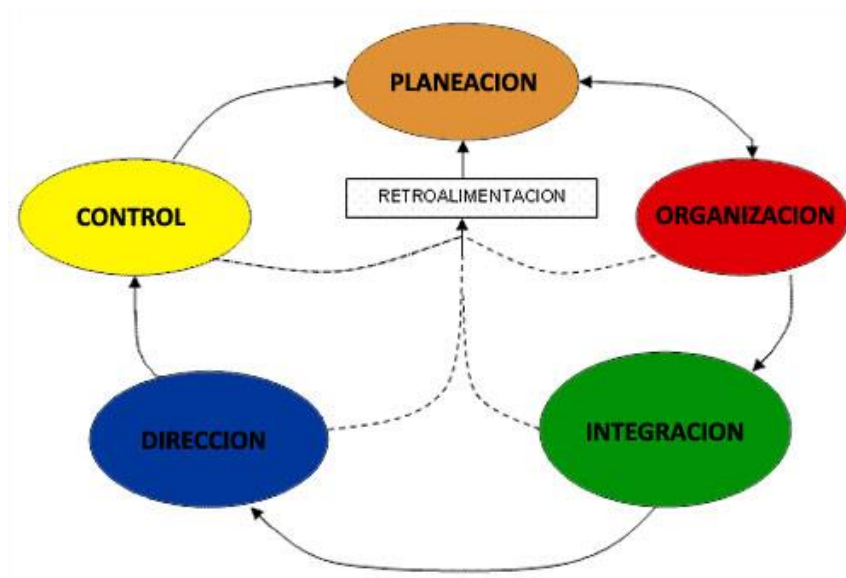 PLANEACION
RETROALIMENTACION
CONTROL
ORGANIZACION
DIRECCION
INTEGRACION